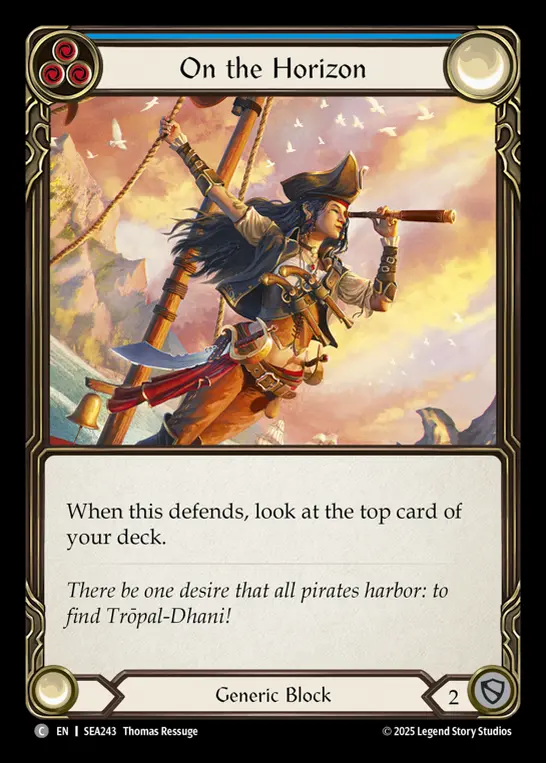 On the Horizon
When this defends, look at the top card of
your deck.
There be one desire that all pirates harbor: to
find Trōpal-Dhani!
Generic Block
2
C EN | SEA243 Thomas Ressuge
© 2025 Legend Story Studios